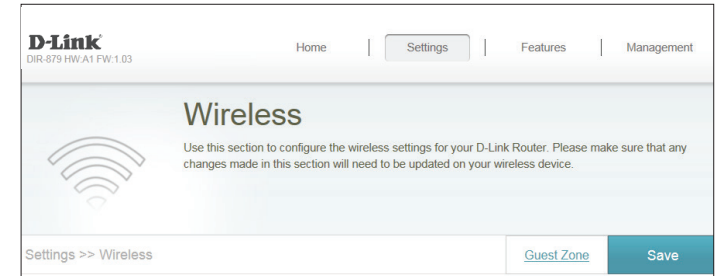 D-Link
DIR-879 HW:A1 FW:1.03
Home | Settings | Features | Management
Wireless
Use this section to configure the wireless settings for your D-Link Router. Please make sure that any
changes made in this section will need to be updated on your wireless device.
Settings >> Wireless
Guest Zone
Save